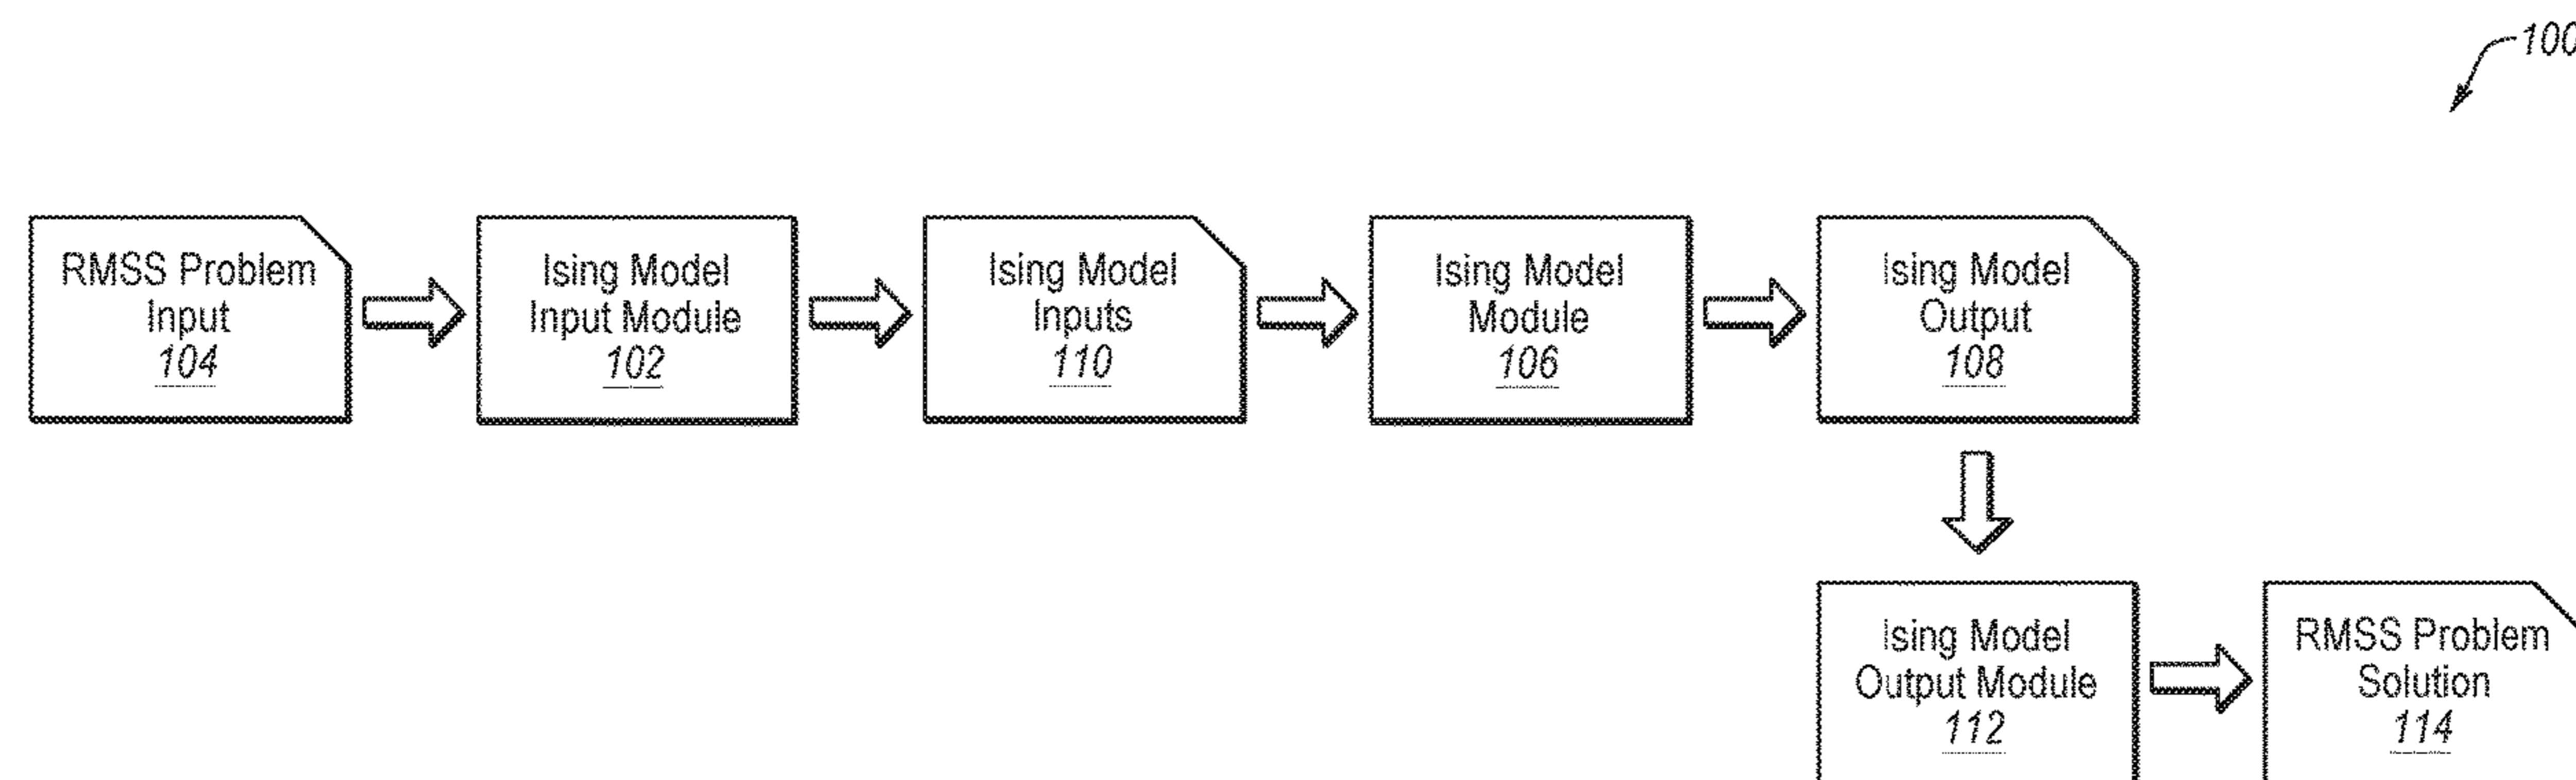 100
RMSS Problem
Input
104
Ising Model
Input Module
102
Ising Model
Inputs
110
Ising Model
Module
106
Ising Model
Output
108
Ising Model
Output Module
112
RMSS Problem
Solution
114